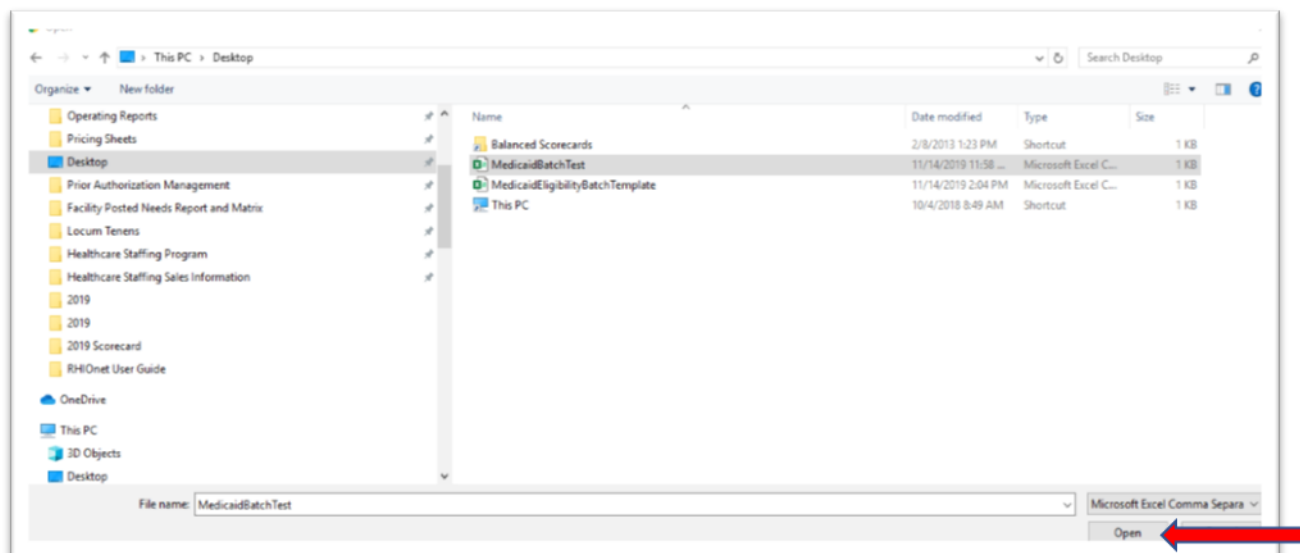 This PC > Desktop
Search Desktop
Organize
New folder
Operating Reports
Pricing Sheets
Desktop
Prior Authorization Management
Facility Posted Needs Report and Matrix
Locum Tenens
Healthcare Staffing Program
Healthcare Staffing Sales Information
2019
2019
2019 Scorecard
RHIOnet User Guide
OneDrive
This PC
3D Objects
Desktop
Name Date modified Type Size
Balanced Scorecards 2/8/2013 1:23 PM Shortcut 1 KB
MedicaidBatchTest 11/14/2019 11:58 ... Microsoft Excel C... 1 KB
MedicaidEligibilityBatchTemplate 11/14/2019 2:04 PM Microsoft Excel C... 1 KB
This PC 10/4/2018 8:49 AM Shortcut 1 KB
File name: MedicaidBatchTest
Microsoft Excel Comma Separa
Open